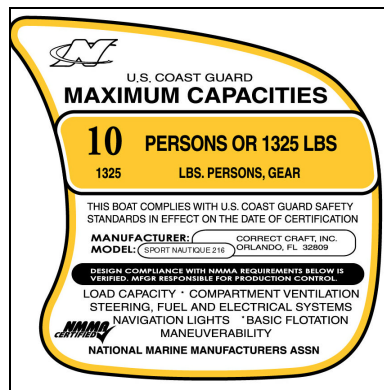 U.S. COAST GUARD
MAXIMUM CAPACITIES
10 PERSONS OR 1325 LBS
1325 LBS. PERSONS, GEAR
THIS BOAT COMPLIES WITH U.S. COAST GUARD SAFETY
STANDARDS IN EFFECT ON THE DATE OF CERTIFICATION
MANUFACTURER: CORRECT CRAFT, INC.
MODEL: SPORT NAUTIQUE 216 ORLANDO, FL 32809
DESIGN COMPLIANCE WITH NMMA REQUIREMENTS BELOW IS
VERIFIED. MFGR RESPONSIBLE FOR PRODUCTION CONTROL.
LOAD CAPACITY · COMPARTMENT VENTILATION
STEERING, FUEL AND ELECTRICAL SYSTEMS
NAVIGATION LIGHTS · BASIC FLOTATION
MANEUVERABILITY
NMMA
CERTIFIED
NATIONAL MARINE MANUFACTURERS ASSN